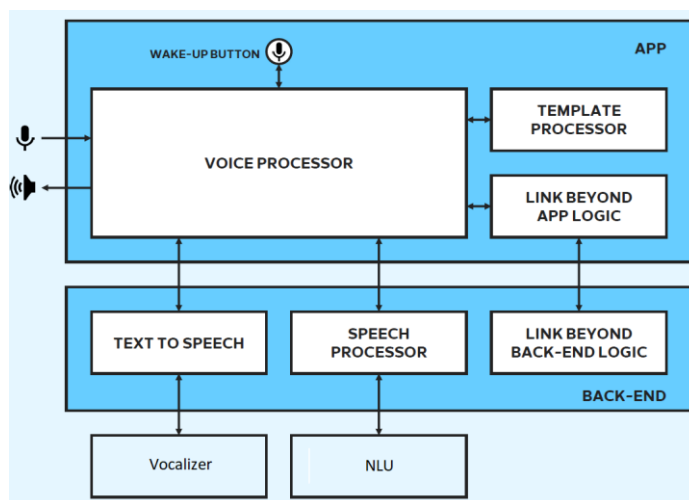 WAKE-UP BUTTON
APP
VOICE PROCESSOR
TEMPLATE
PROCESSOR
LINK BEYOND
APP LOGIC
TEXT TO SPEECH
SPEECH
PROCESSOR
LINK BEYOND
BACK-END LOGIC
BACK-END
Vocalizer
NLU